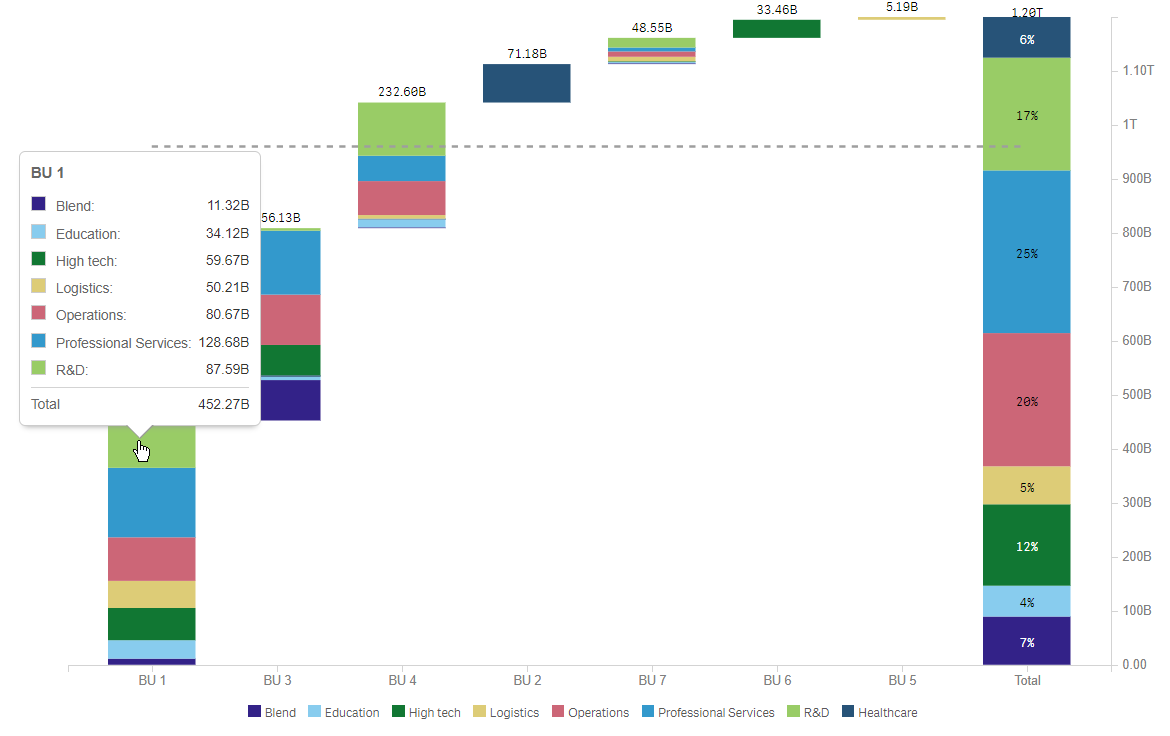 5.19B
33.46B
1.20T
48.55B
6%
71.18B
1.10T
232.60B
17%
1T
BU 1
900B
Blend: 11.32B
56.13B
800B
Education: 34.12B
25%
High tech: 59.67B
700B
Logistics: 50.21B
Operations: 80.67B
Professional Services: 128.68B
600B
R&D: 87.59B
500B
Total 452.27B
20%
400B
5%
300B
12%
200B
4%
100B
7%
0.00
BU 1 BU 3 BU 4 BU 2 BU 7 BU 6 BU 5 Total
Blend Education High tech Logistics Operations Professional Services R&D Healthcare